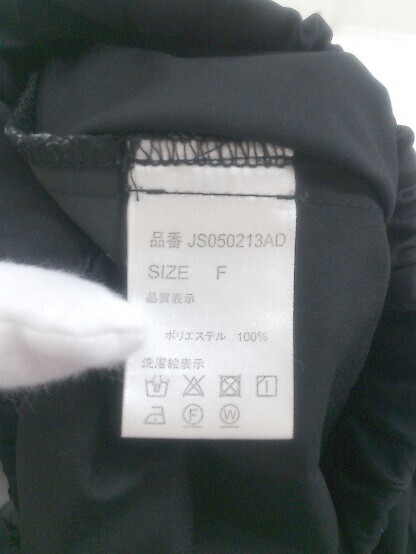 品番 JS050213AD
SIZE F
品質表示
ポリエステル 100%
洗濯絵表示
F W